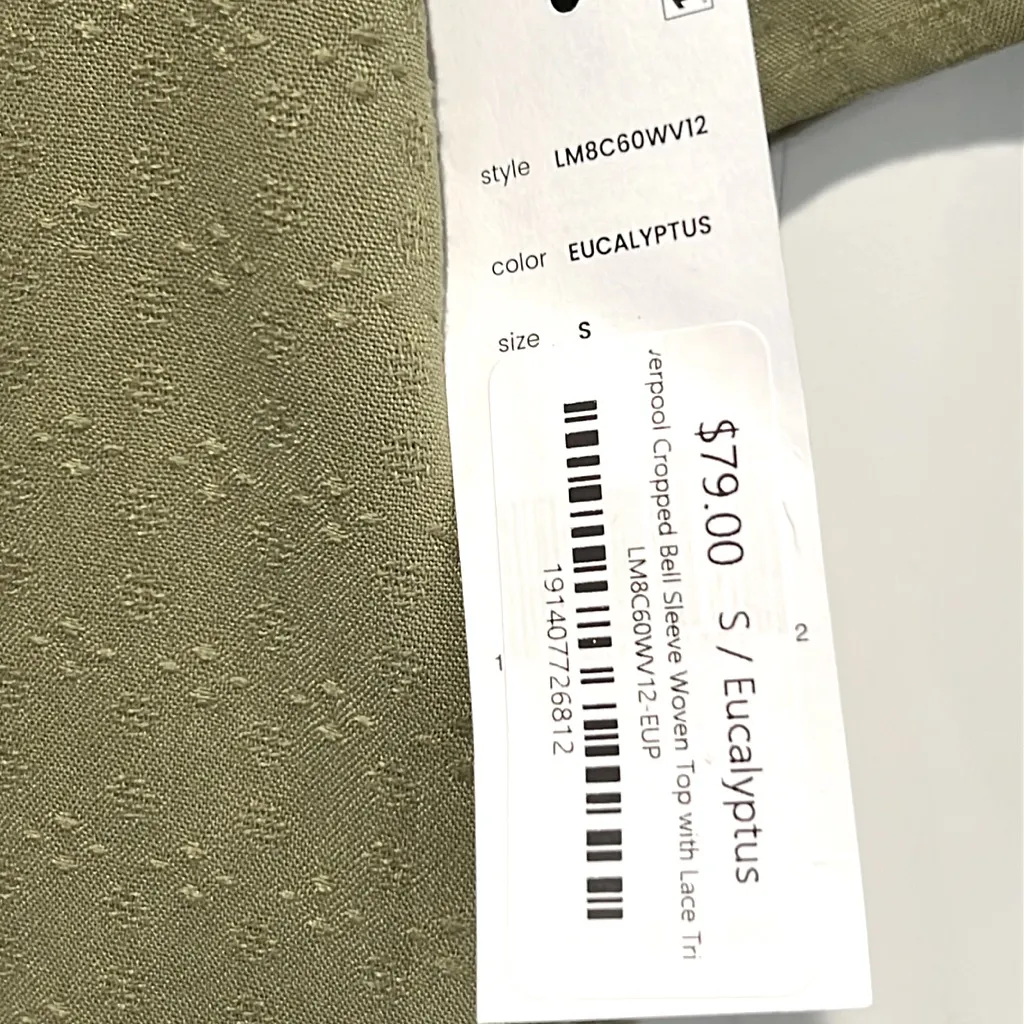 style LM8C60WV12
color EUCALYPTUS
size S
$79.00 S / Eucalyptus
verpool Cropped Bell Sleeve Woven Top with Lace Tri
LM8C60WV12-EUP
191407726812
1
2